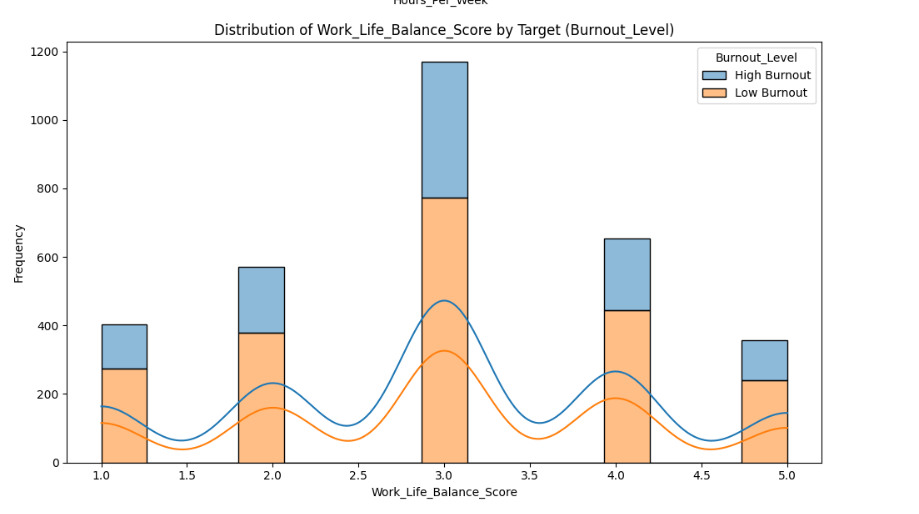 Hours_Per_Week
Distribution of Work_Life_Balance_Score by Target (Burnout_Level)
1200
1000
800
600
400
200
0
Frequency
Burnout_Level
High Burnout
Low Burnout
1.0 1.5 2.0 2.5 3.0 3.5 4.0 4.5 5.0
Work_Life_Balance_Score